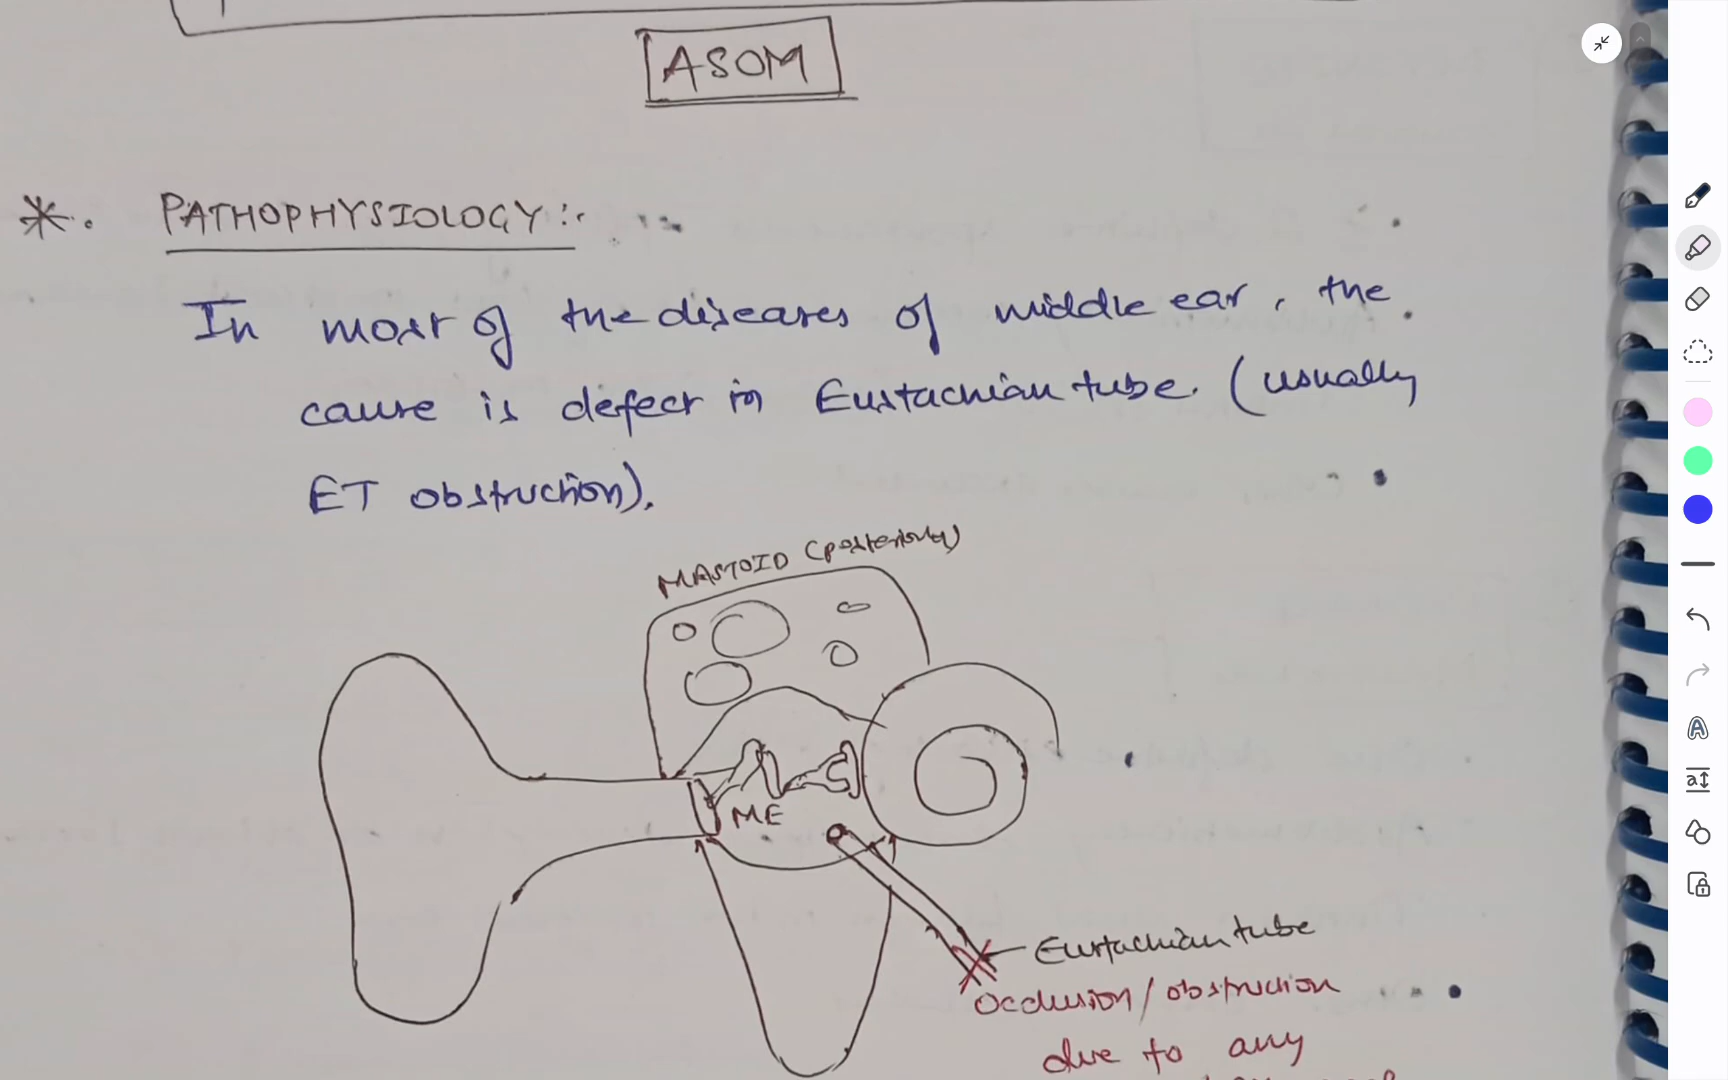 ASOM
*. PATHOPHYSIOLOGY :-
In most of the diseases of middle ear, the
cause is defect in Eustachian tube. (usually
ET obstruction).
MASTOID (posteriorly)
ME
Eustachian tube
Occlusion / obstruction
due to any